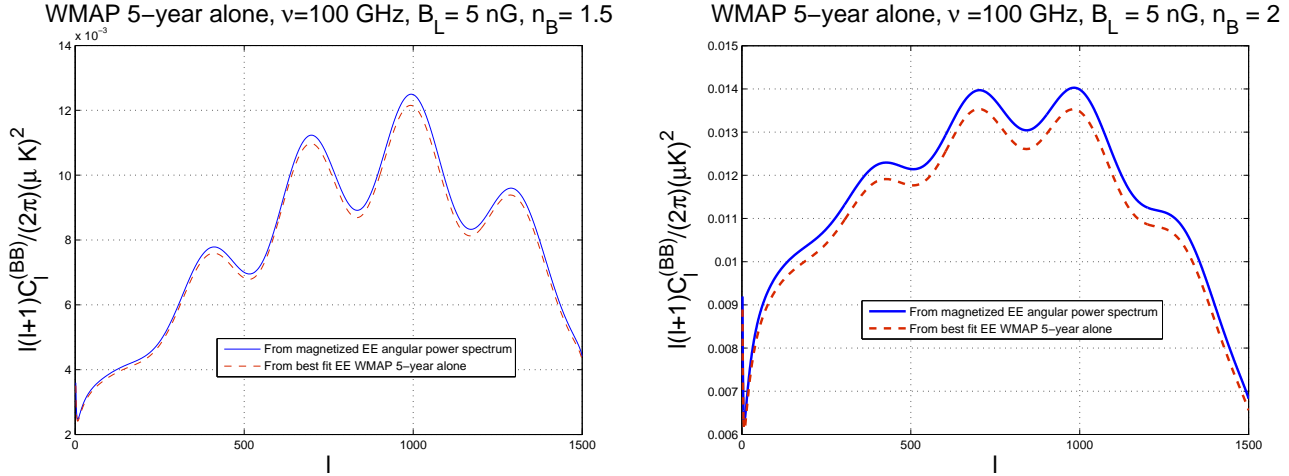 WMAP 5−year alone, ν=100 GHz, B_L= 5 nG, n_B= 1.5
x 10^−3
14
12
10
8
6
4
2
0
500
1000
1500
l
l(l+1)C_l^(BB)/(2π)(μ K)^2
From magnetized EE angular power spectrum
From best fit EE WMAP 5−year alone
WMAP 5−year alone, ν =100 GHz, B_L= 5 nG, n_B= 2
0.015
0.014
0.013
0.012
0.011
0.01
0.009
0.008
0.007
0.006
0
500
1000
1500
l
l(l+1)C_l^(BB)/(2π)(μ K)^2
From magnetized EE angular power spectrum
From best fit EE WMAP 5−year alone